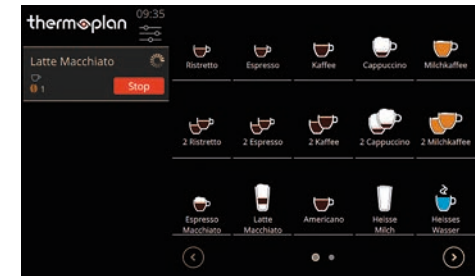 thermoplan
09:35
Latte Macchiato
1
Stop
Ristretto
Espresso
Kaffee
Cappuccino
Milchkaffee
2 Ristretto
2 Espresso
2 Kaffee
2 Cappuccino
2 Milchkaffee
Espresso
Macchiato
Latte
Macchiato
Americano
Heisse
Milch
Heisses
Wasser